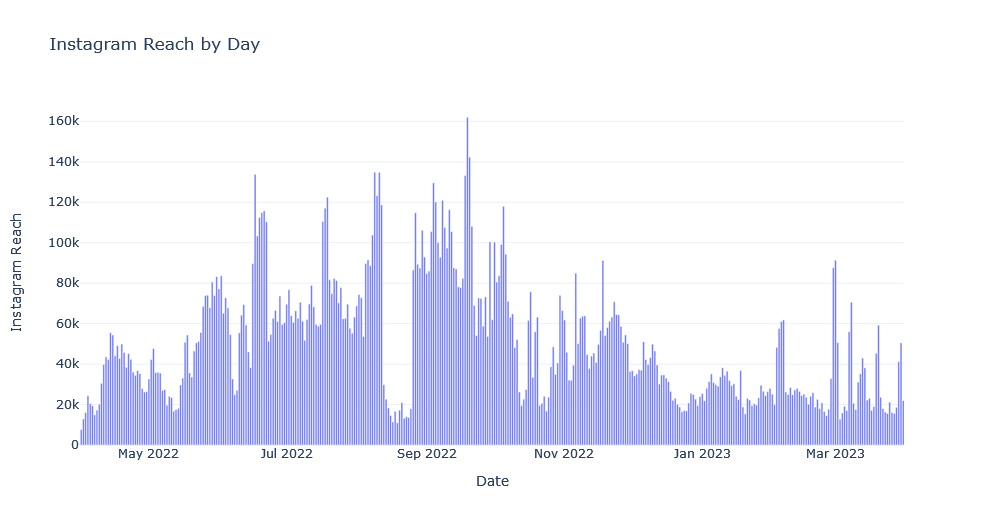 Instagram Reach by Day
Instagram Reach
160k
140k
120k
100k
80k
60k
40k
20k
0
May 2022
Jul 2022
Sep 2022
Nov 2022
Jan 2023
Mar 2023
Date